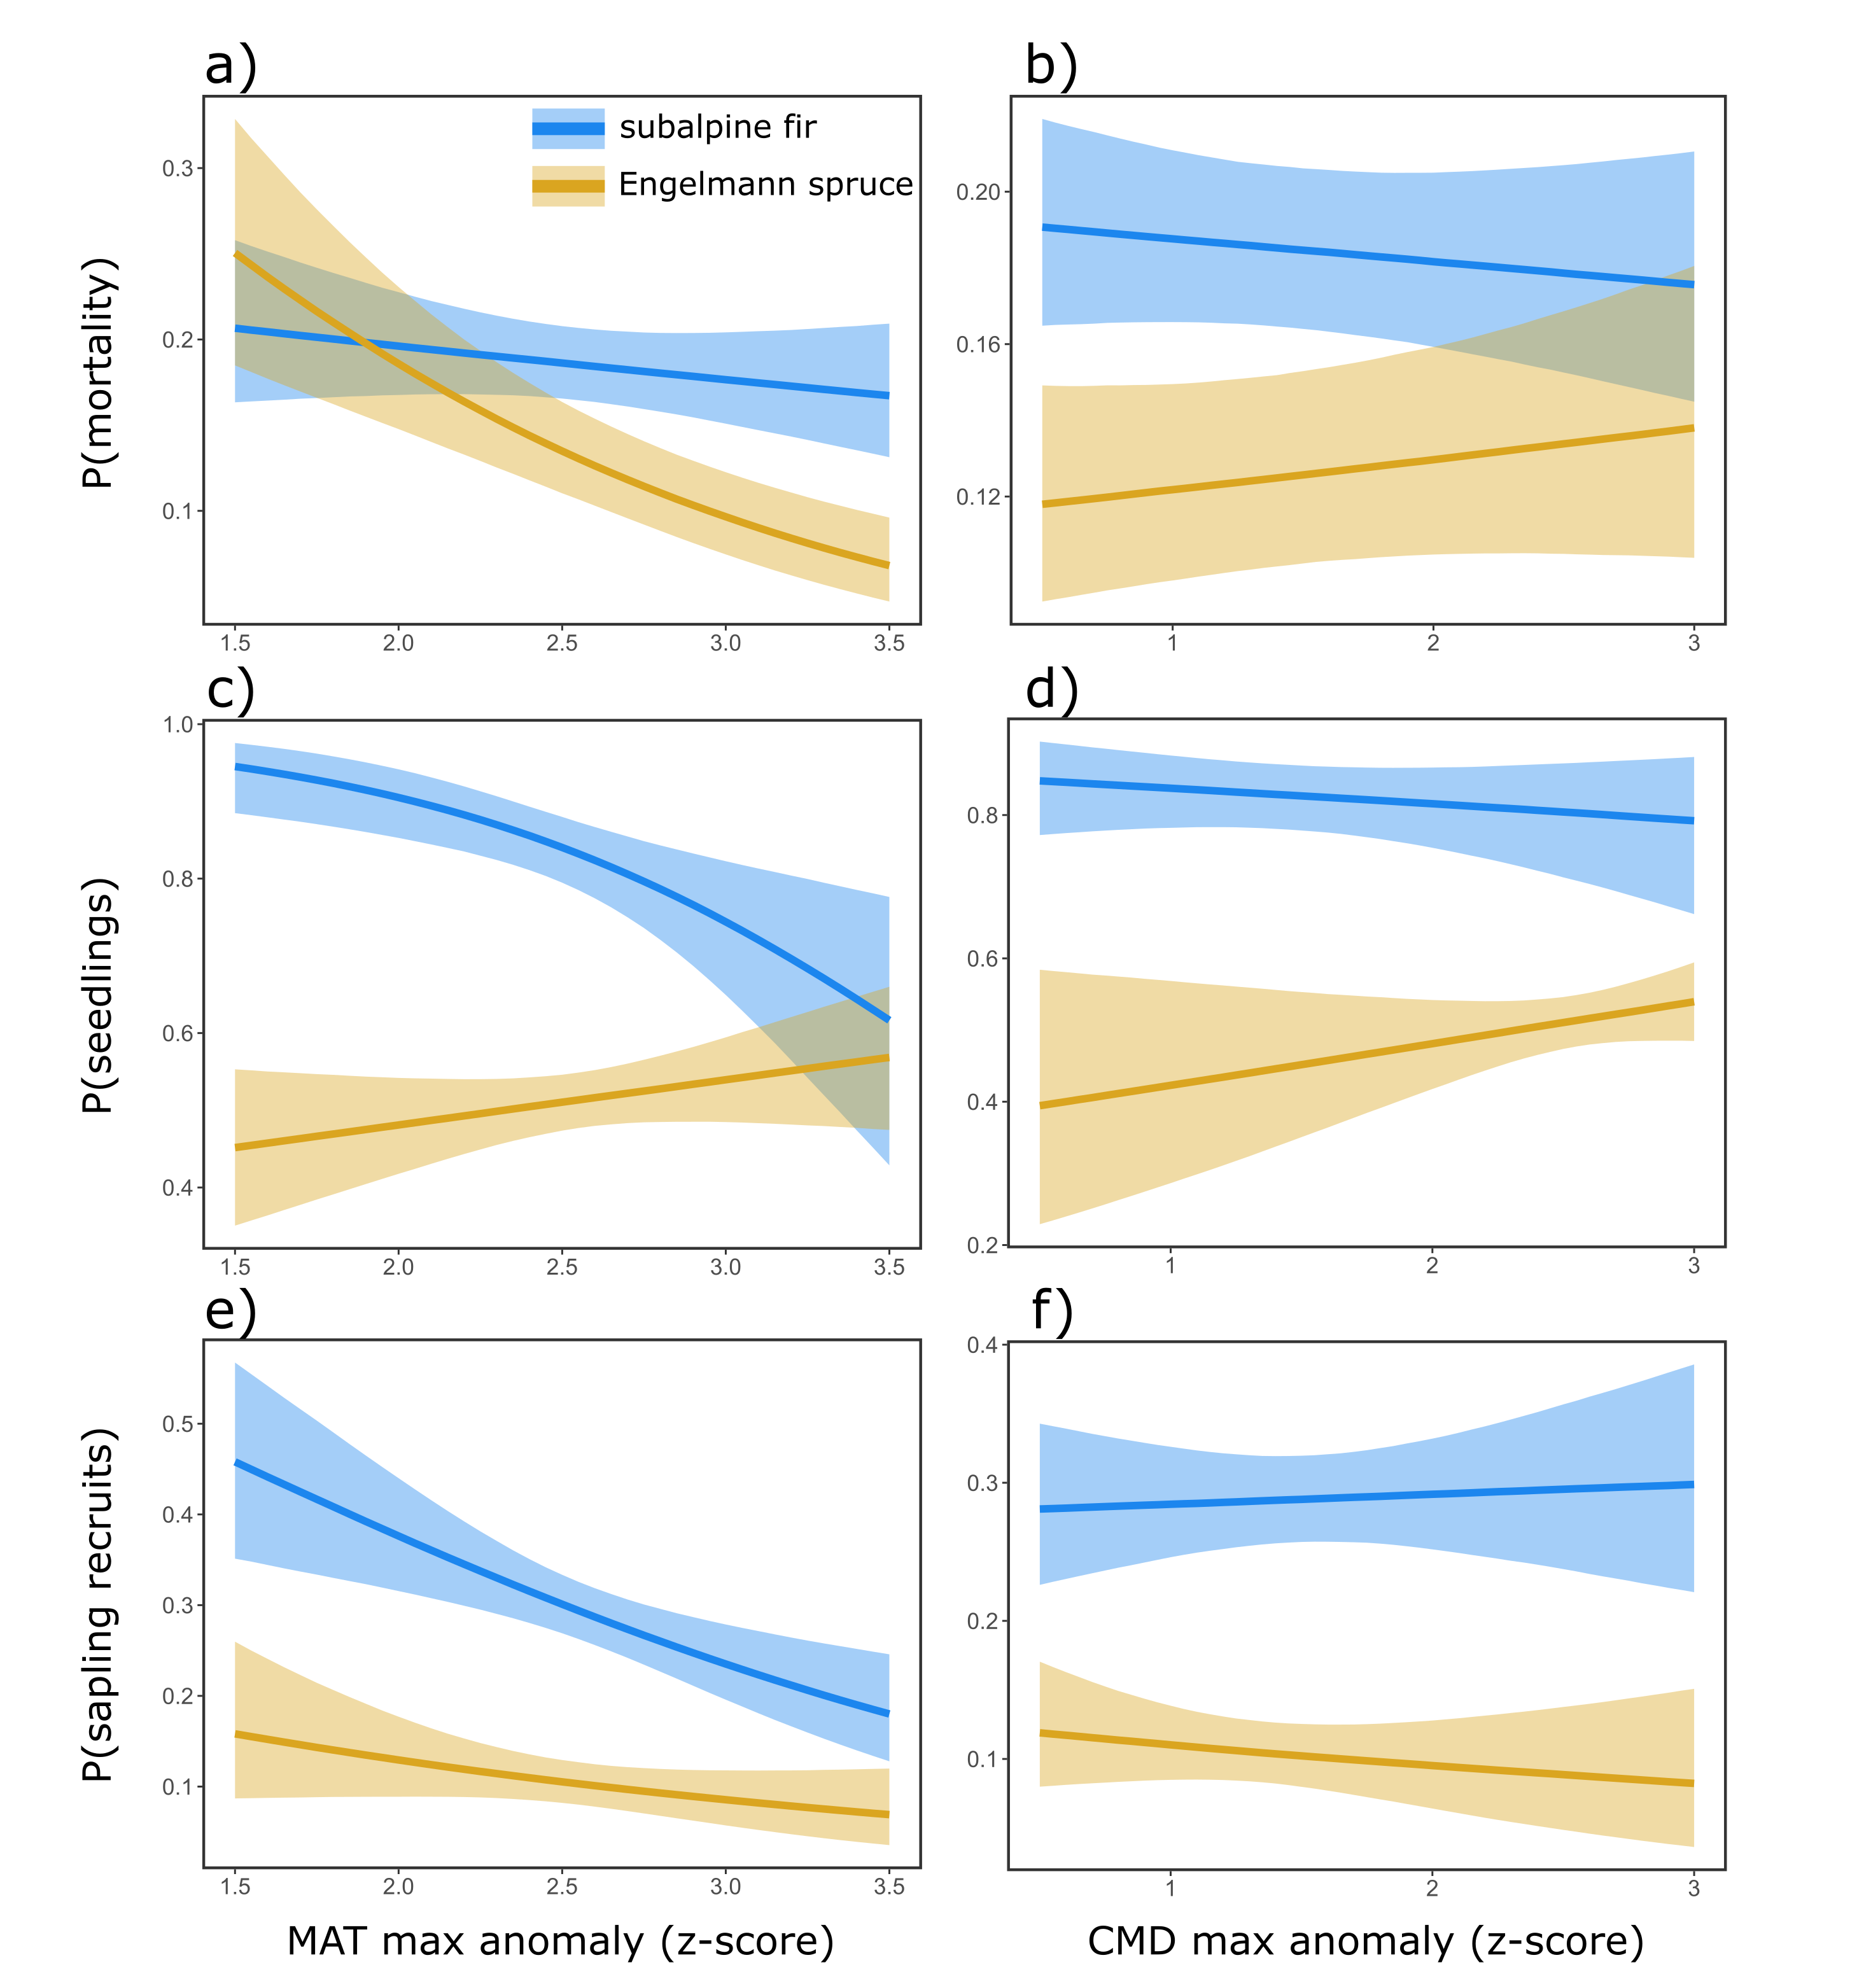 a)
b)
subalpine fir
Engelmann spruce
P(mortality)
0.3
0.2
0.1
1.5 2.0 2.5 3.0 3.5
0.20
0.16
0.12
1 2 3
c)
d)
P(seedlings)
1.0
0.8
0.6
0.4
1.5 2.0 2.5 3.0 3.5
0.8
0.6
0.4
0.2
1 2 3
e)
f)
P(sapling recruits)
0.5
0.4
0.3
0.2
0.1
1.5 2.0 2.5 3.0 3.5
0.4
0.3
0.2
0.1
1 2 3
MAT max anomaly (z-score)
CMD max anomaly (z-score)